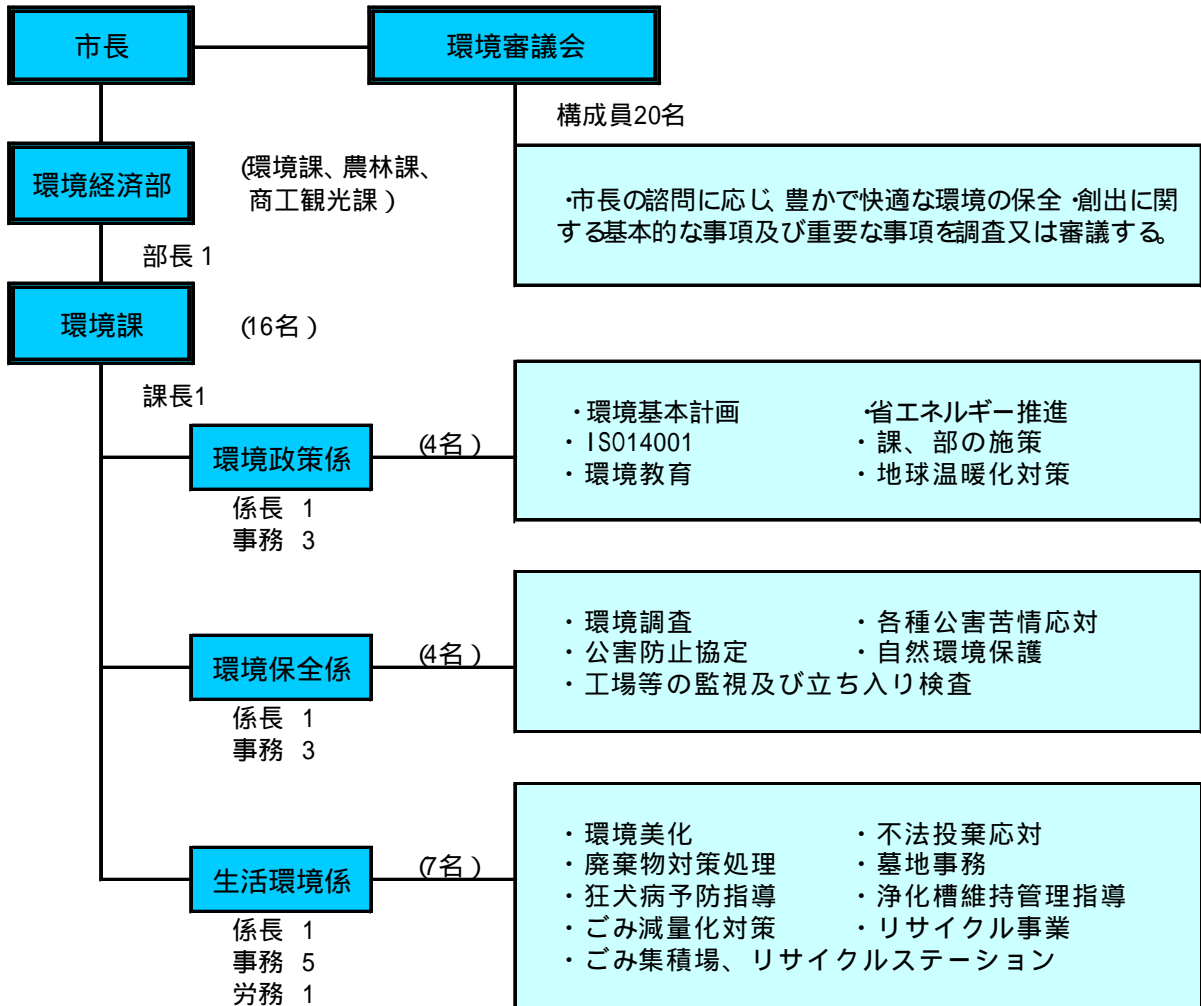 市長
環境審議会
構成員20名
・市長の諮問に応じ、豊かで快適な環境の保全・創出に関
する基本的な事項及び重要な事項を調査又は審議する。
環境経済部
(環境課、農林課、
商工観光課)
部長 1
環境課
(16名)
課長1
環境政策係
(4名)
係長 1
事務 3
・環境基本計画 ・省エネルギー推進
・ISO14001 ・課、部の施策
・環境教育 ・地球温暖化対策
環境保全係
(4名)
係長 1
事務 3
・環境調査 ・各種公害苦情応対
・公害防止協定 ・自然環境保護
・工場等の監視及び立ち入り検査
生活環境係
(7名)
係長 1
事務 5
労務 1
・環境美化 ・不法投棄応対
・廃棄物対策処理 ・墓地事務
・狂犬病予防指導 ・浄化槽維持管理指導
・ごみ減量化対策 ・リサイクル事業
・ごみ集積場、リサイクルステーション